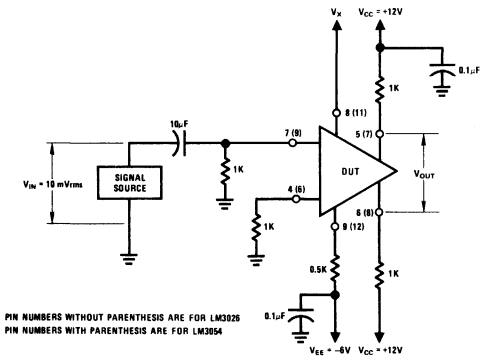 Vx
VCC = +12V
0.1μF
1K
8 (11)
10μF
7 (9)
5 (7)
VIN = 10 mVrms
SIGNAL
SOURCE
1K
DUT
VOUT
4 (6)
6 (8)
9 (12)
1K
0.5K
1K
0.1μF
PIN NUMBERS WITHOUT PARENTHESIS ARE FOR LM3026
PIN NUMBERS WITH PARENTHESIS ARE FOR LM3054
VEE = -6V
VCC = +12V